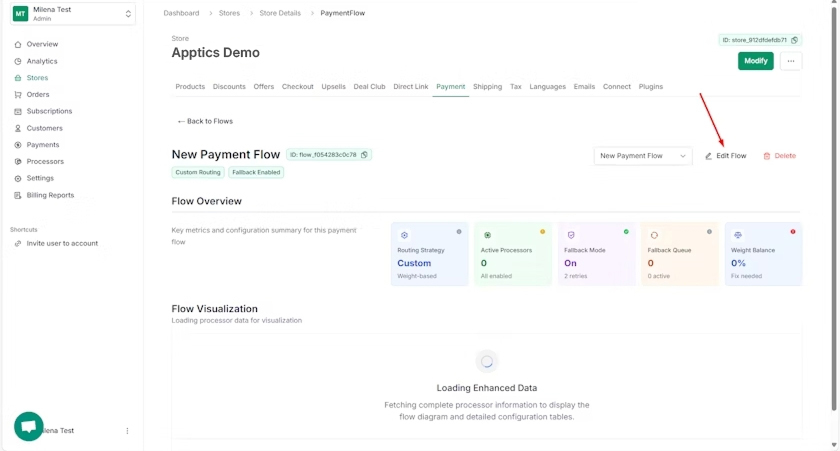 MT
Milena Test
Admin
Overview
Analytics
Stores
Orders
Subscriptions
Customers
Payments
Processors
Settings
Billing Reports
Shortcuts
Invite user to account
Milena Test
Dashboard > Stores > Store Details > PaymentFlow
Store
Apptics Demo
ID: store_912dfdefdb71
Modify
...
Products Discounts Offers Checkout Upsells Deal Club Direct Link Payment Shipping Tax Languages Emails Connect Plugins
← Back to Flows
New Payment Flow
ID: flow_f054283c0c78
New Payment Flow
Edit Flow
Delete
Custom Routing
Fallback Enabled
Flow Overview
Key metrics and configuration summary for this payment
flow
Routing Strategy
Custom
Weight-based
Active Processors
0
All enabled
Fallback Mode
On
2 retries
Fallback Queue
0
0 active
Weight Balance
0%
Fix needed
Flow Visualization
Loading processor data for visualization
Loading Enhanced Data
Fetching complete processor information to display the
flow diagram and detailed configuration tables.